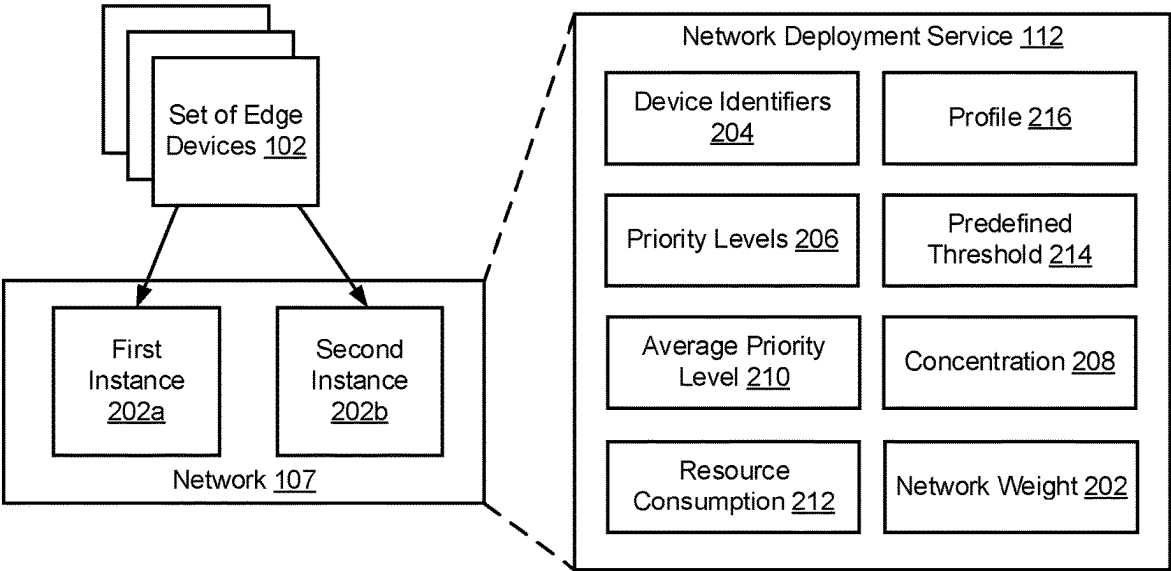 Set of Edge
Devices 102
First
Instance
202a
Second
Instance
202b
Network 107
Network Deployment Service 112
Device Identifiers
204
Profile 216
Priority Levels 206
Predefined
Threshold 214
Average Priority
Level 210
Concentration 208
Resource
Consumption 212
Network Weight 202